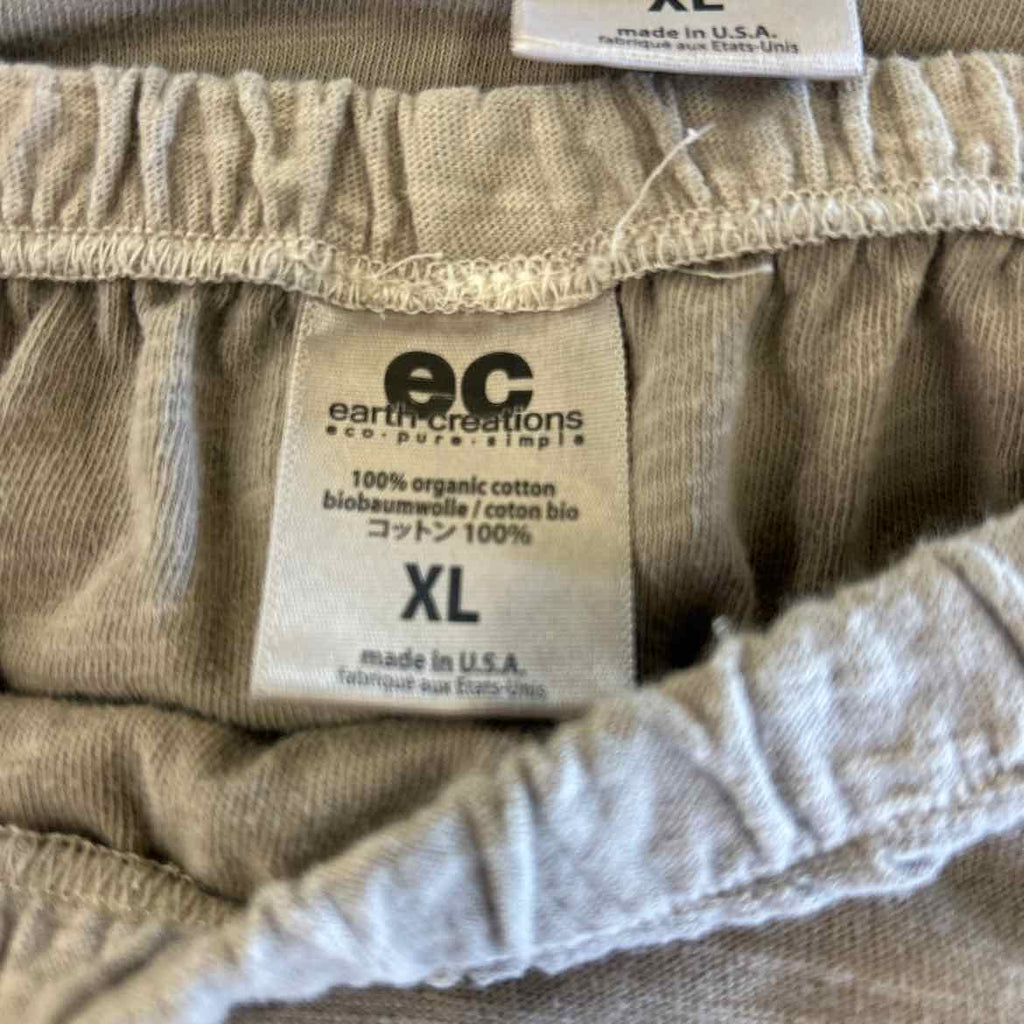 XL
made in U.S.A.
fabriqué aux Etats-Unis
ec
earth creations
eco·pure·simple
100% organic cotton
biobaumwolle / coton bio
コットン 100%
XL
made in U.S.A.
fabriqué aux Etats-Unis